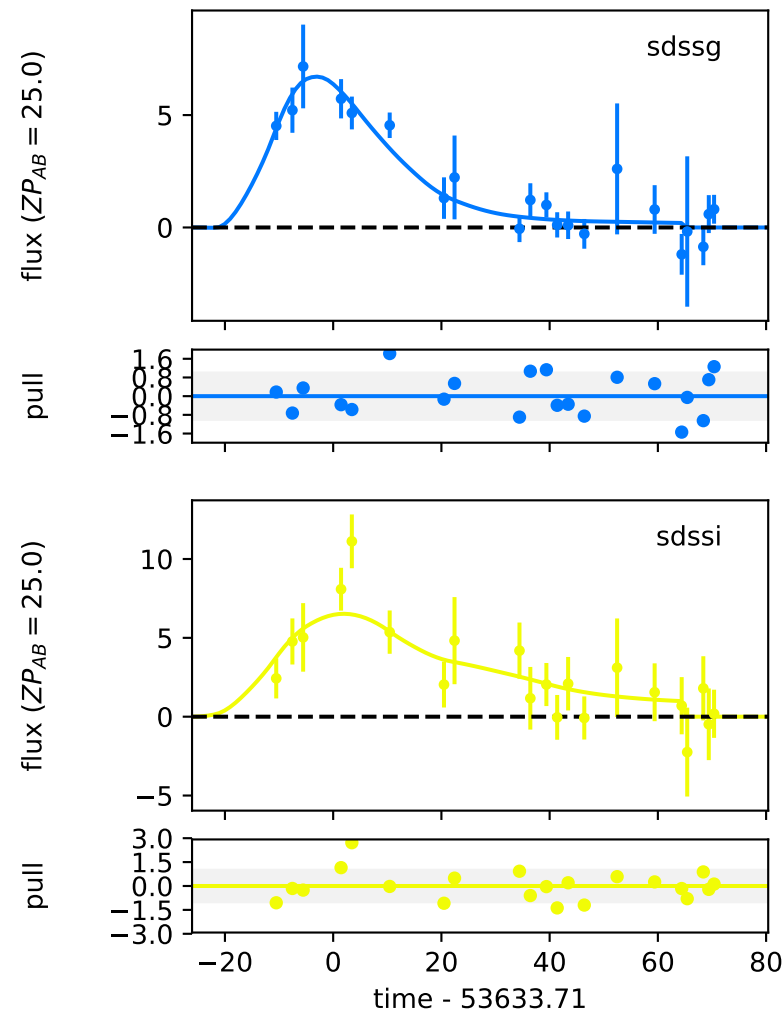 sdssg
flux (ZP_AB = 25.0)
5
0
1.6
0.8
0.0
−0.8
−1.6
pull
sdssi
flux (ZP_AB = 25.0)
10
5
0
−5
3.0
1.5
0.0
−1.5
−3.0
pull
−20 0 20 40 60 80
time - 53633.71